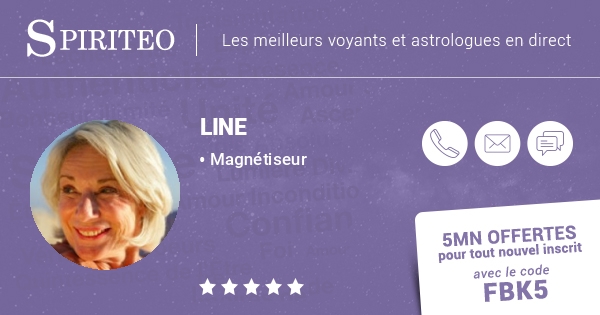 SPIRITEO
Les meilleurs voyants et astrologues en direct
LINE
• Magnétiseur
5MN OFFERTES
pour tout nouvel inscrit
avec le code
FBK5